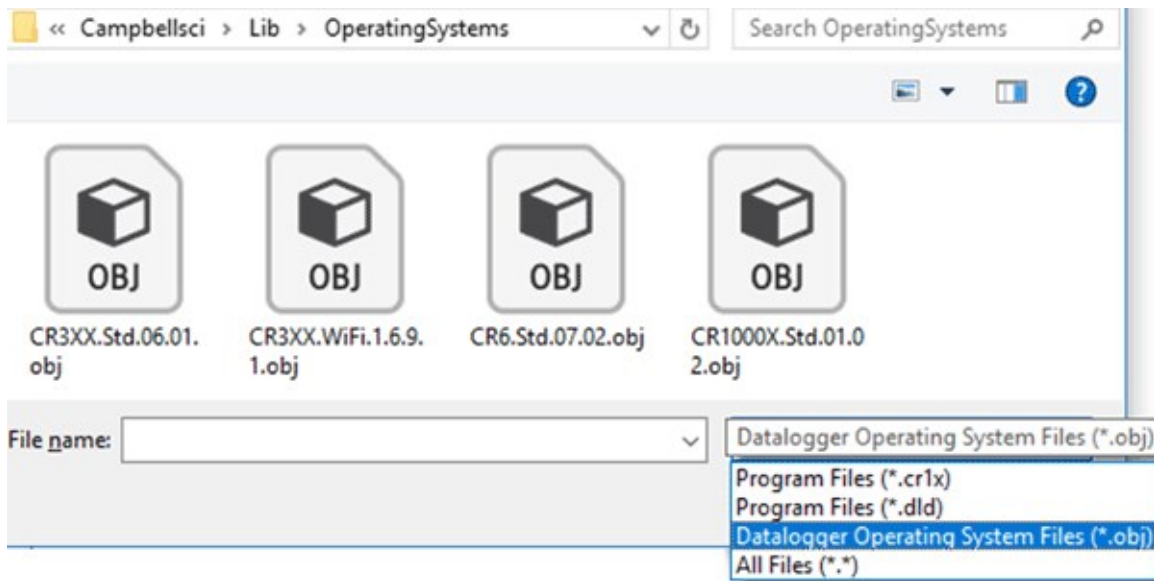 « Campbellsci › Lib › OperatingSystems
Search OperatingSystems
?
OBJ
OBJ
OBJ
OBJ
CR3XX.Std.06.01.
obj
CR3XX.WiFi.1.6.9.
1.obj
CR6.Std.07.02.obj
CR1000X.Std.01.0
2.obj
File name:
Datalogger Operating System Files (*.obj)
Program Files (*.cr1x)
Program Files (*.dld)
Datalogger Operating System Files (*.obj)
All Files (*.*)